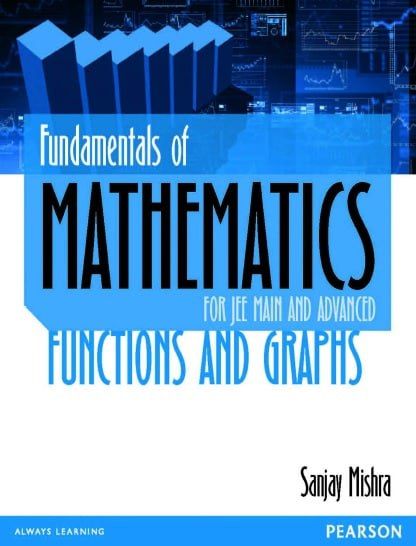 Fundamentals of
MATHEMATICS
FOR JEE MAIN AND ADVANCED
FUNCTIONS AND GRAPHS
Sanjay Mishra
ALWAYS LEARNING
PEARSON